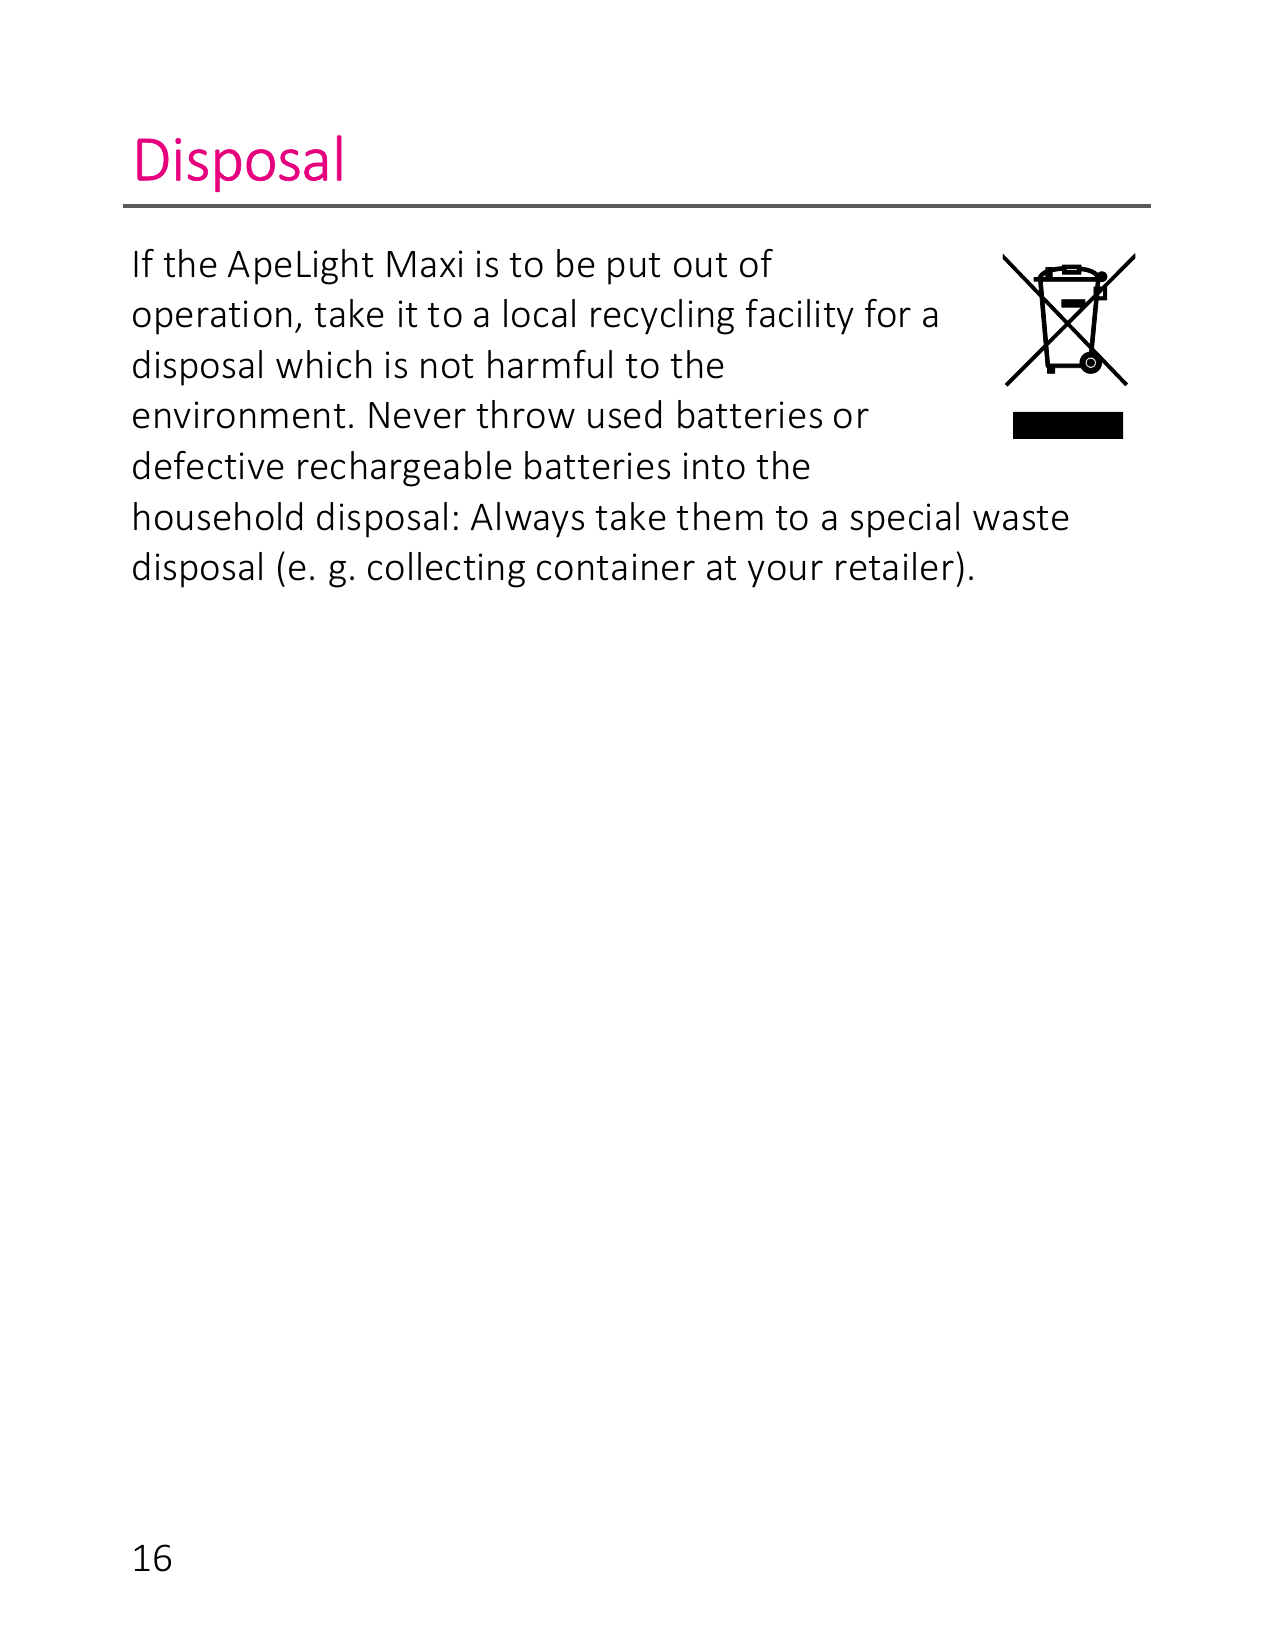 Disposal
If the ApeLight Maxi is to be put out of
operation, take it to a local recycling facility for a
disposal which is not harmful to the
environment. Never throw used batteries or
defective rechargeable batteries into the
household disposal: Always take them to a special waste
disposal (e. g. collecting container at your retailer).
16